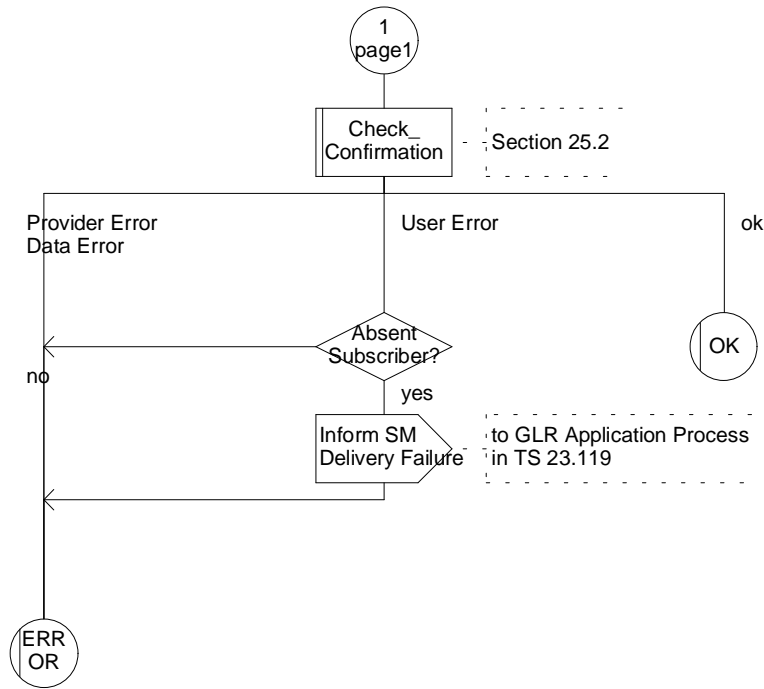 1
page1
Check_
Confirmation
Section 25.2
Provider Error
Data Error
User Error
ok
Absent
Subscriber?
OK
no
yes
Inform SM
Delivery Failure
to GLR Application Process
in TS 23.119
ERR
OR